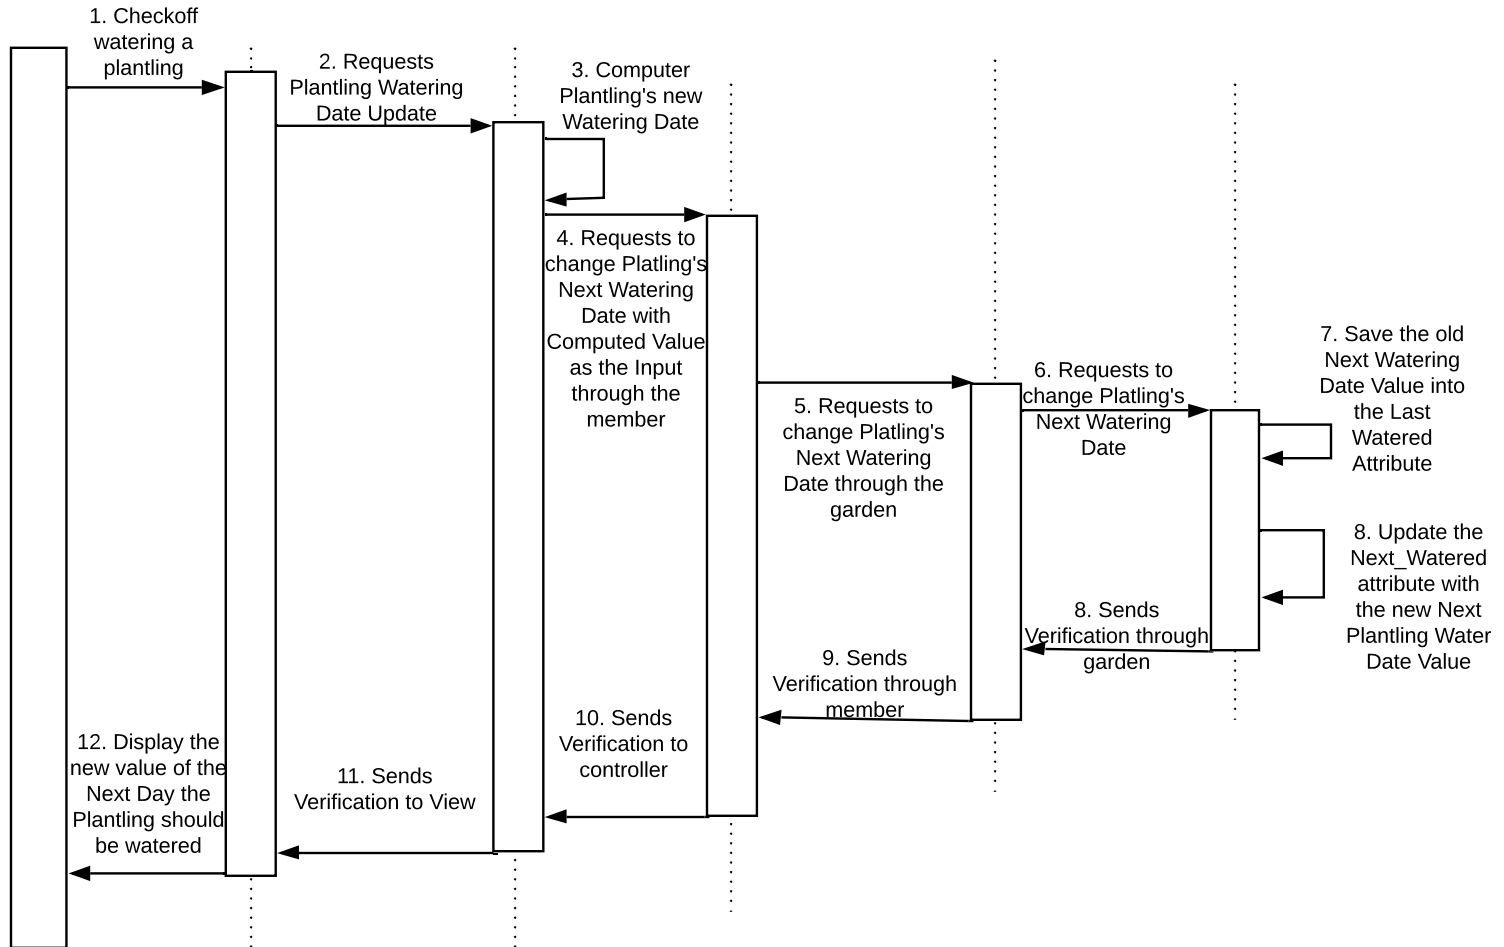 1. Checkoff
watering a
plantling
2. Requests
Plantling Watering
Date Update
3. Computer
Plantling's new
Watering Date
4. Requests to
change Platling's
Next Watering
Date with
Computed Value
as the Input
through the
member
5. Requests to
change Platling's
Next Watering
Date through the
garden
6. Requests to
change Platling's
Next Watering
Date
7. Save the old
Next Watering
Date Value into
the Last
Watered
Attribute
8. Update the
Next_Watered
attribute with
the new Next
Plantling Water
Date Value
8. Sends
Verification through
garden
9. Sends
Verification through
member
10. Sends
Verification to
controller
11. Sends
Verification to View
12. Display the
new value of the
Next Day the
Plantling should
be watered